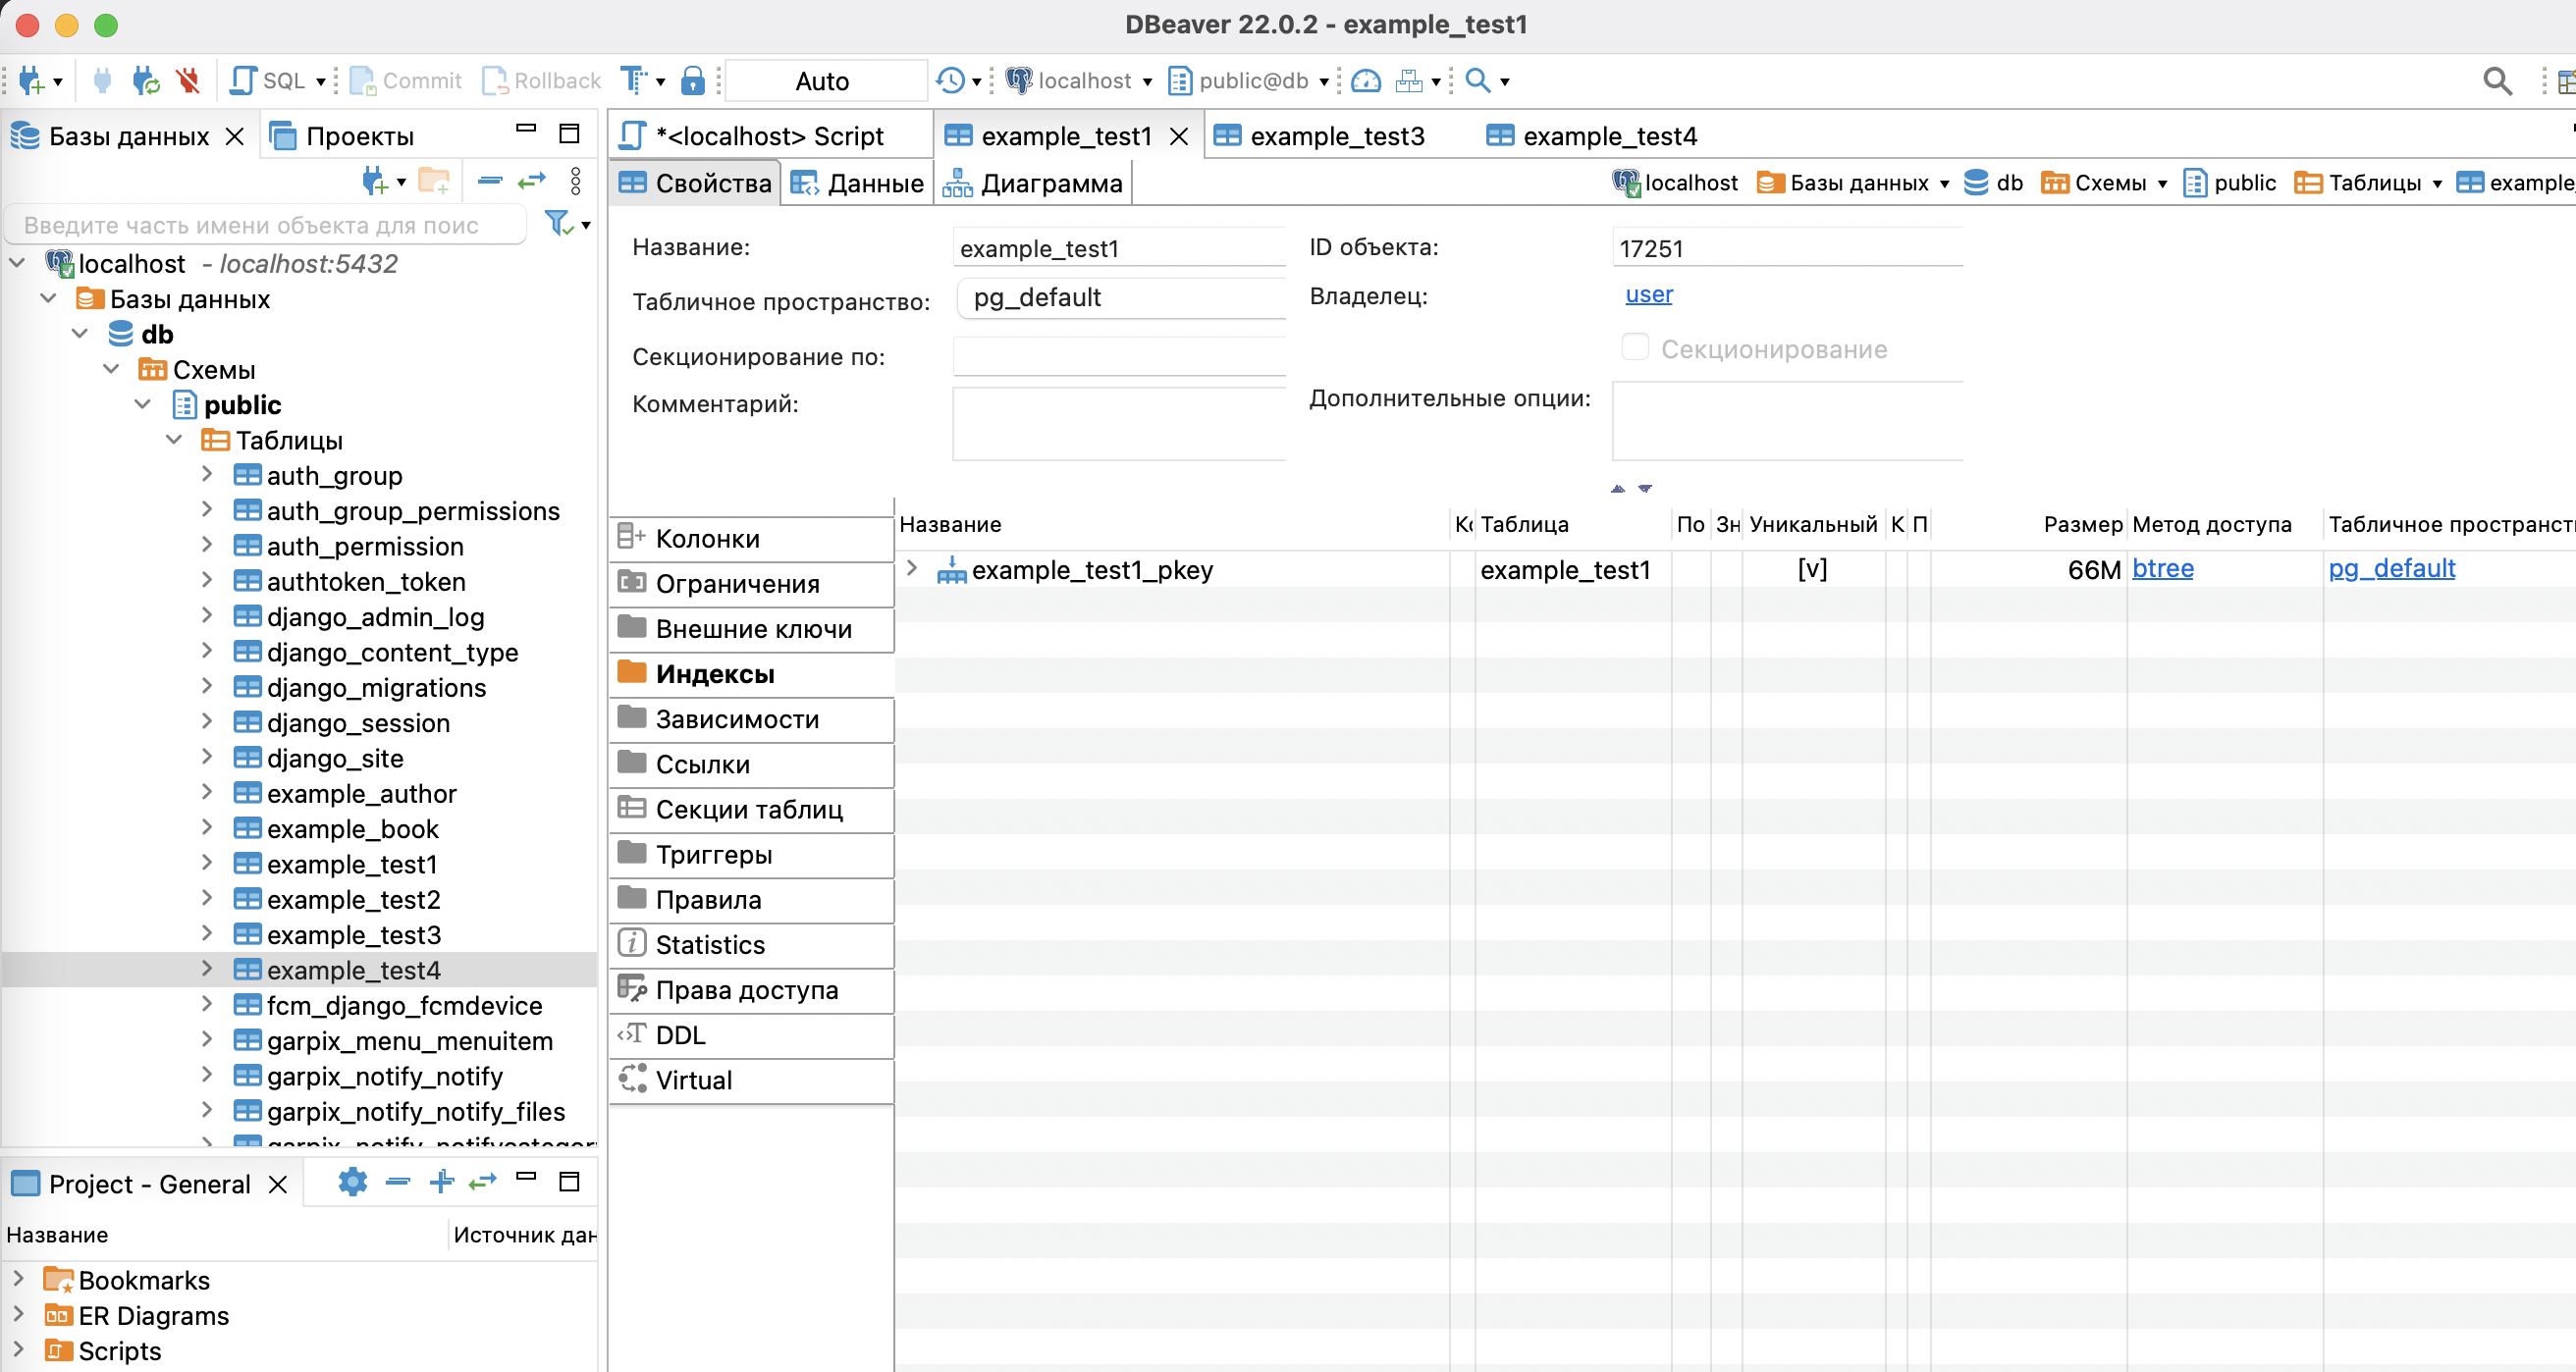 DBeaver 22.0.2 - example_test1
SQL Commit Rollback Auto localhost public@db
Базы данных Проекты
*<localhost> Script example_test1 example_test3 example_test4
Свойства Данные Диаграмма
localhost Базы данных db Схемы public Таблицы example_
Введите часть имени объекта для поис
localhost - localhost:5432
Базы данных
db
Схемы
public
Таблицы
auth_group
auth_group_permissions
auth_permission
authtoken_token
django_admin_log
django_content_type
django_migrations
django_session
django_site
example_author
example_book
example_test1
example_test2
example_test3
example_test4
fcm_django_fcmdevice
garpix_menu_menuitem
garpix_notify_notify
garpix_notify_notify_files
Название: example_test1
Табличное пространство: pg_default
Секционирование по:
Комментарий:
ID объекта: 17251
Владелец: user
Секционирование
Дополнительные опции:
Колонки
Ограничения
Внешние ключи
Индексы
Зависимости
Ссылки
Секции таблиц
Триггеры
Правила
Statistics
Права доступа
DDL
Virtual
Название Таблица По Зн Уникальный К П Размер Метод доступа Табличное пространст
example_test1_pkey example_test1 [v] 66M btree pg_default
Project - General
Название Источник дан
Bookmarks
ER Diagrams
Scripts